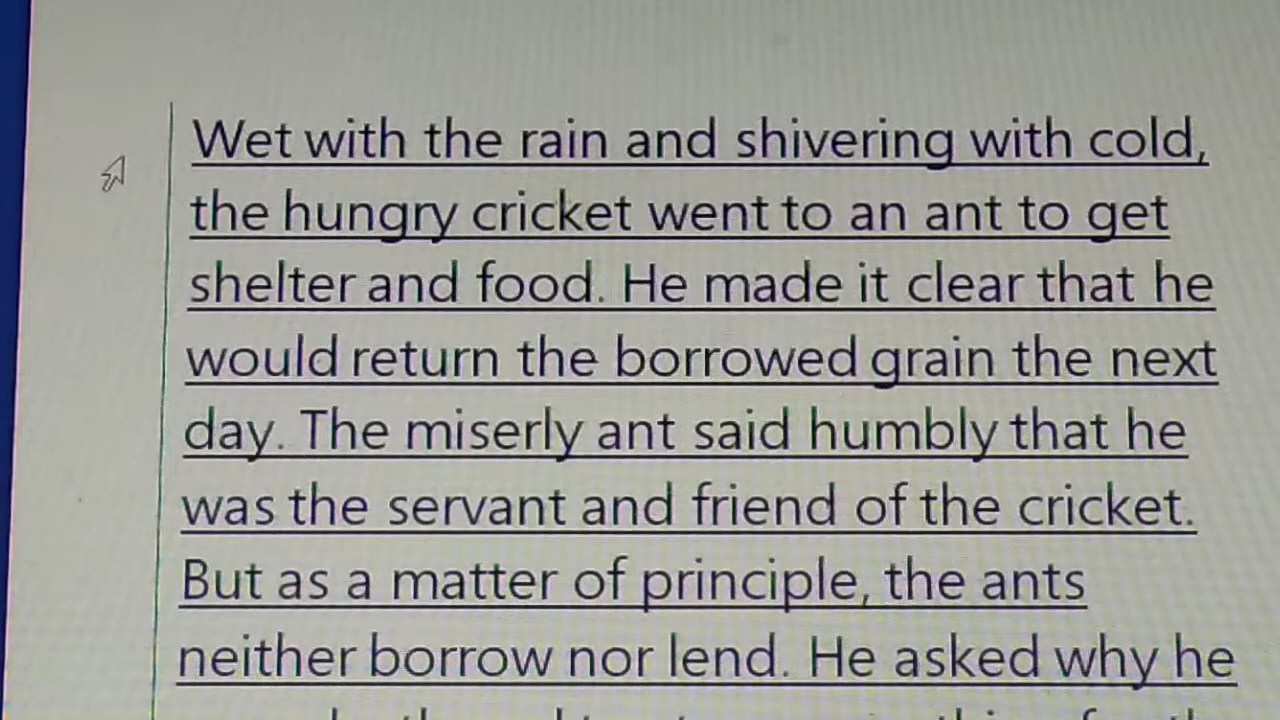 Wet with the rain and shivering with cold,
the hungry cricket went to an ant to get
shelter and food. He made it clear that he
would return the borrowed grain the next
day. The miserly ant said humbly that he
was the servant and friend of the cricket.
But as a matter of principle, the ants
neither borrow nor lend. He asked why he